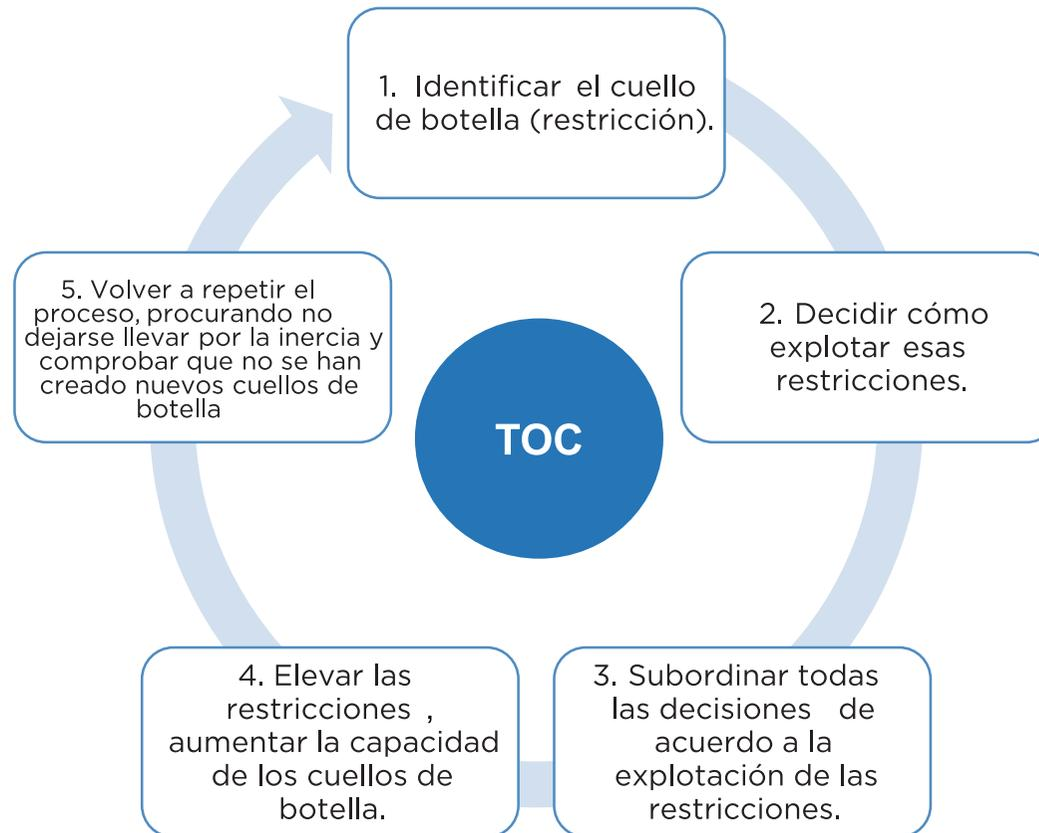 1. Identificar el cuello
de botella (restricción).
2. Decidir cómo
explotar esas
restricciones.
3. Subordinar todas
las decisiones de
acuerdo a la
explotación de las
restricciones.
4. Elevar las
restricciones ,
aumentar la capacidad
de los cuellos de
botella.
5. Volver a repetir el
proceso, procurando no
dejarse llevar por la inercia y
comprobar que no se han
creado nuevos cuellos de
botella
TOC